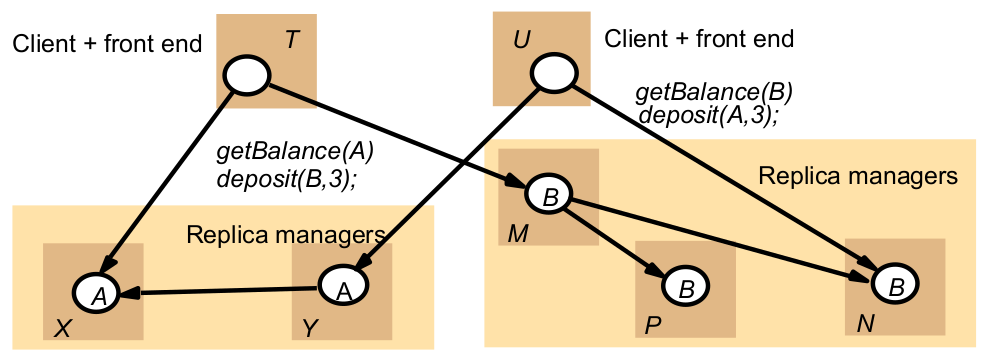 Client + front end
T
U
Client + front end
getBalance(B)
deposit(A,3);
getBalance(A)
deposit(B,3);
Replica managers
B
M
Replica managers
A
X
A
Y
B
P
B
N